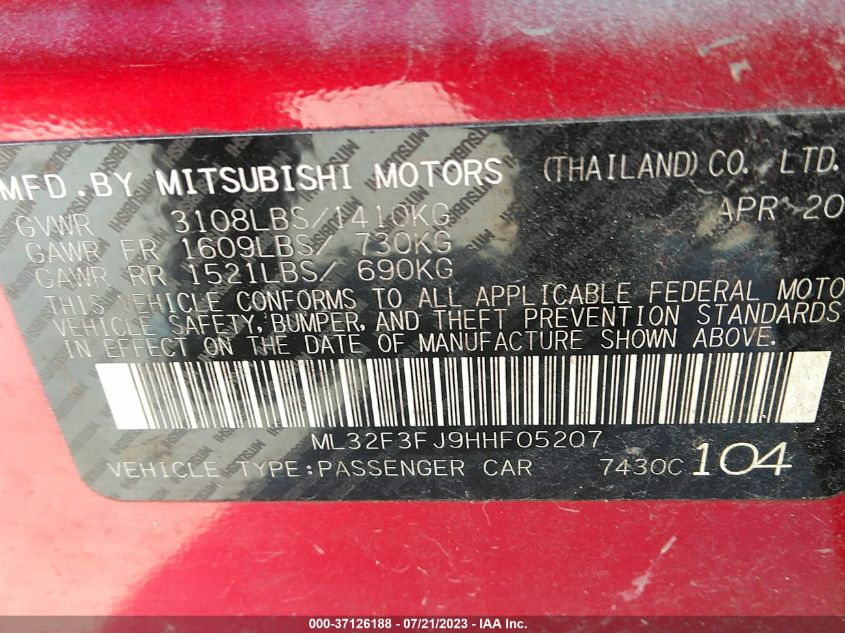 MFD. BY MITSUBISHI MOTORS (THAILAND) CO., LTD.
GVWR 3108LBS/1410KG APR 20
GAWR FR 1609LBS/ 730KG
GAWR RR 1521LBS/ 690KG
THIS VEHICLE CONFORMS TO ALL APPLICABLE FEDERAL MOTO
VEHICLE SAFETY, BUMPER, AND THEFT PREVENTION STANDARDS
IN EFFECT ON THE DATE OF MANUFACTURE SHOWN ABOVE.
ML32F3FJ9HHF05207
VEHICLE TYPE:PASSENGER CAR 7430C 104
000-37126188 - 07/21/2023 - IAA Inc.